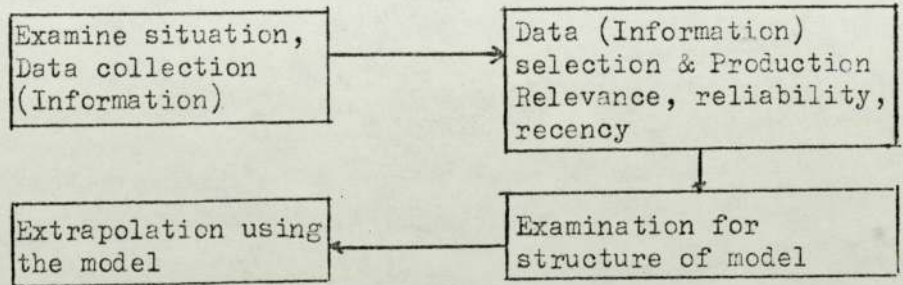 Examine situation,
Data collection
(Information)
Data (Information)
selection & Production
Relevance, reliability,
recency
Examination for
structure of model
Extrapolation using
the model